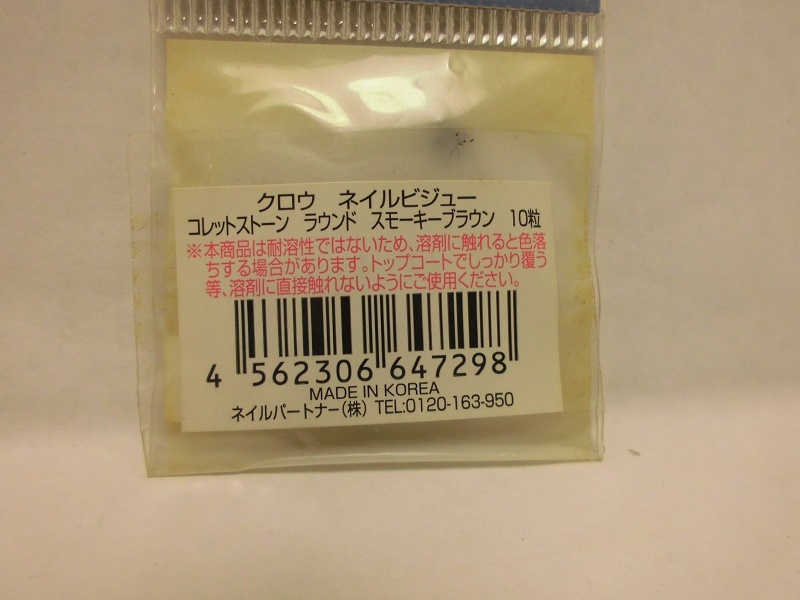 クロウ ネイルビジュー
コレットストーン ラウンド スモーキーブラウン 10粒
※本商品は耐溶性ではないため、溶剤に触れると色落
ちする場合があります。トップコートでしっかり覆う
等、溶剤に直接触れないようにご使用ください。
4 562306 647298
MADE IN KOREA
ネイルパートナー(株) TEL:0120-163-950